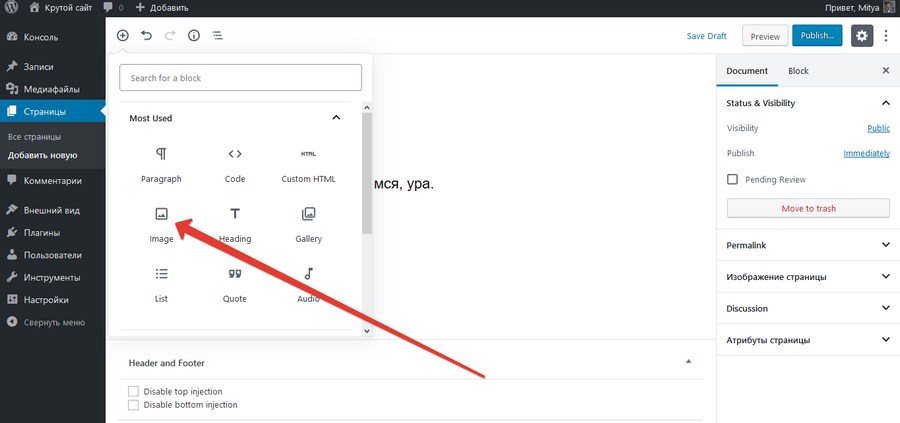 Крутой сайт 0 + Добавить Привет, Mitya
Консоль
Записи
Медиафайлы
Страницы
Все страницы
Добавить новую
Комментарии
Внешний вид
Плагины
Пользователи
Инструменты
Настройки
Свернуть меню
Save Draft Preview Publish...
Search for a block
Most Used
Paragraph Code HTML Custom HTML
Image Heading Gallery
List Quote Audio
мся, ура.
Header and Footer
Disable top injection
Disable bottom injection
Document Block
Status & Visibility
Visibility Public
Publish Immediately
Pending Review
Move to trash
Permalink
Изображение страницы
Discussion
Атрибуты страницы